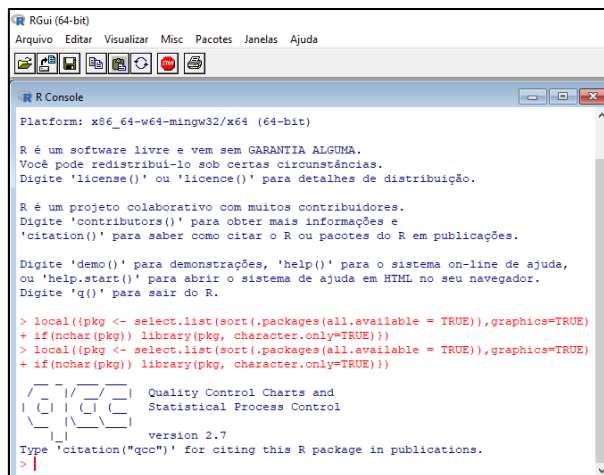 RGui (64-bit)
Arquivo Editar Visualizar Misc Pacotes Janelas Ajuda
STOP
R Console
Platform: x86_64-w64-mingw32/x64 (64-bit)
R é um software livre e vem sem GARANTIA ALGUMA.
Você pode redistribuí-lo sob certas circunstâncias.
Digite 'license()' ou 'licence()' para detalhes de distribuição.
R é um projeto colaborativo com muitos contribuidores.
Digite 'contributors()' para obter mais informações e
'citation()' para saber como citar o R ou pacotes do R em publicações.
Digite 'demo()' para demonstrações, 'help()' para o sistema on-line de ajuda,
ou 'help.start()' para abrir o sistema de ajuda em HTML no seu navegador.
Digite 'q()' para sair do R.
> local({pkg <- select.list(sort(.packages(all.available = TRUE)),graphics=TRUE)
+ if(nchar(pkg)) library(pkg, character.only=TRUE)})
> local({pkg <- select.list(sort(.packages(all.available = TRUE)),graphics=TRUE)
+ if(nchar(pkg)) library(pkg, character.only=TRUE)})
qcc
Quality Control Charts and
Statistical Process Control
version 2.7
Type 'citation("qcc")' for citing this R package in publications.
>